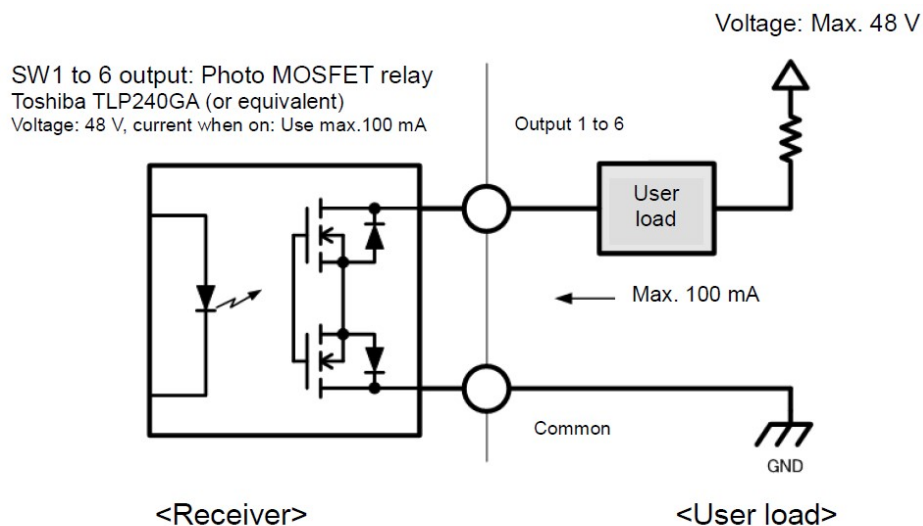 Voltage: Max. 48 V
SW1 to 6 output: Photo MOSFET relay
Toshiba TLP240GA (or equivalent)
Voltage: 48 V, current when on: Use max.100 mA
Output 1 to 6
User
load
Max. 100 mA
Common
GND
<Receiver>
<User load>